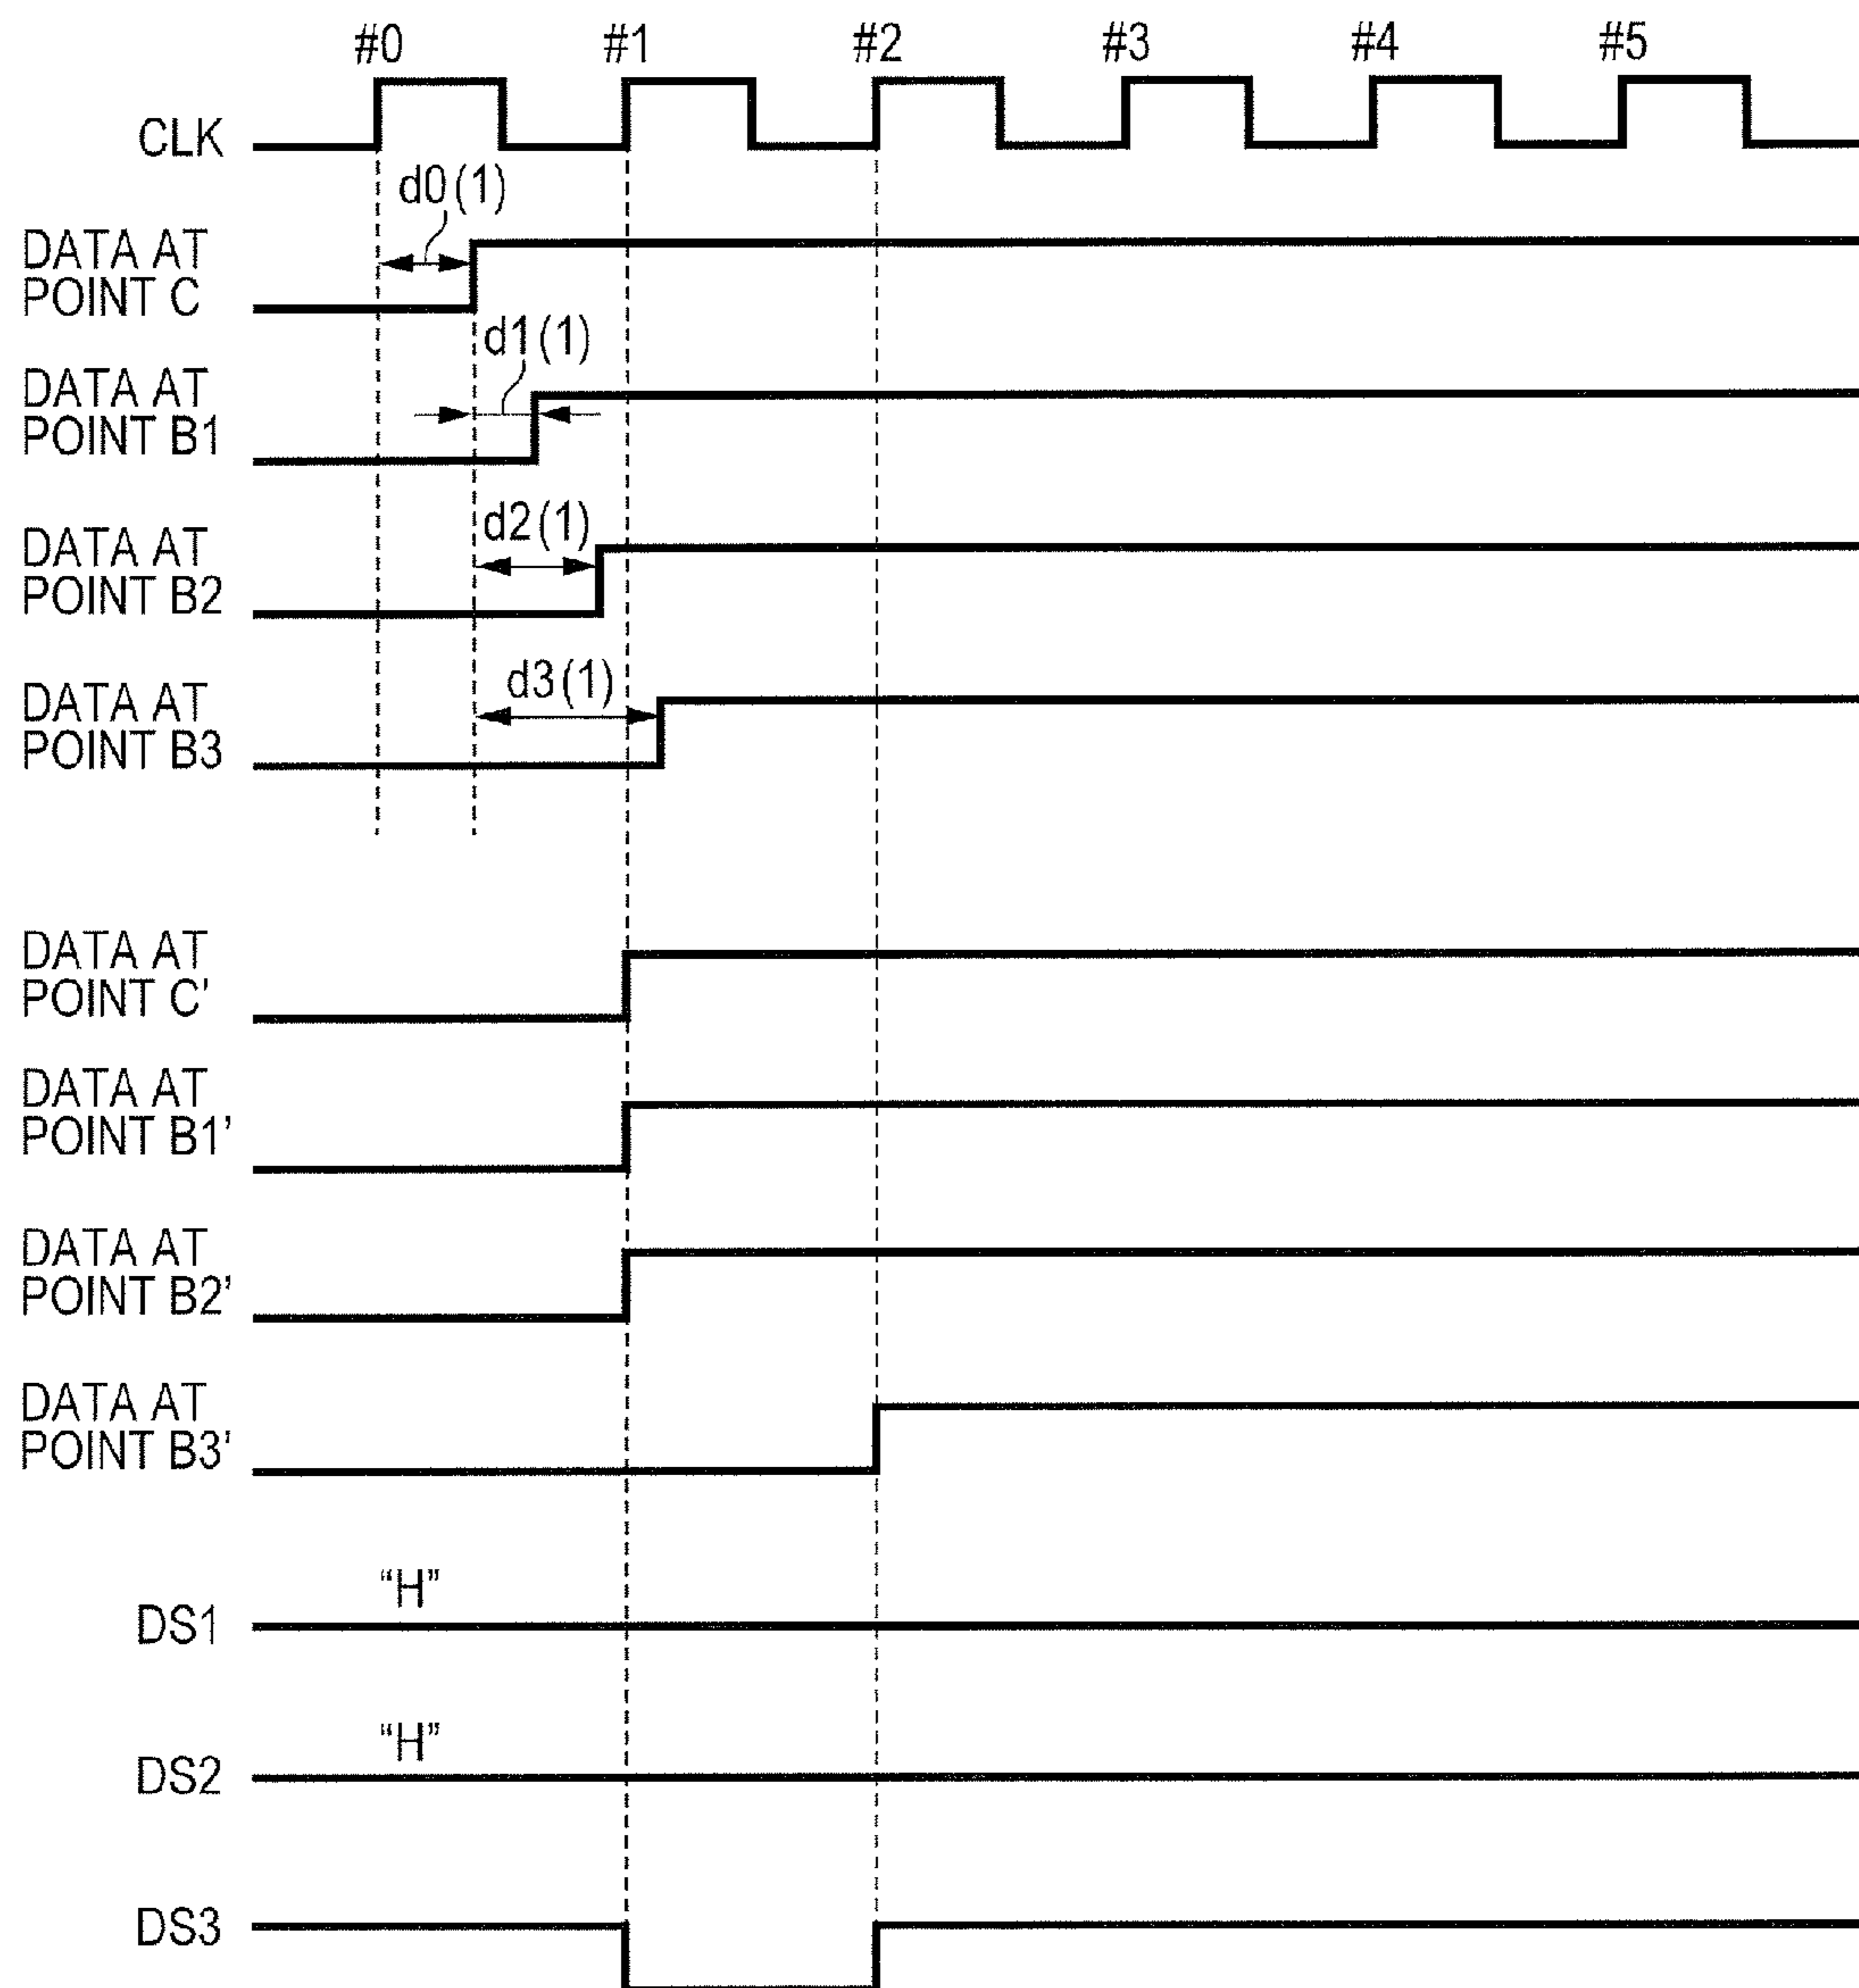 #0 #1 #2 #3 #4 #5
CLK
d0(1)
DATA AT
POINT C
d1(1)
DATA AT
POINT B1
d2(1)
DATA AT
POINT B2
d3(1)
DATA AT
POINT B3
DATA AT
POINT C'
DATA AT
POINT B1'
DATA AT
POINT B2'
DATA AT
POINT B3'
“H”
DS1
“H”
DS2
DS3